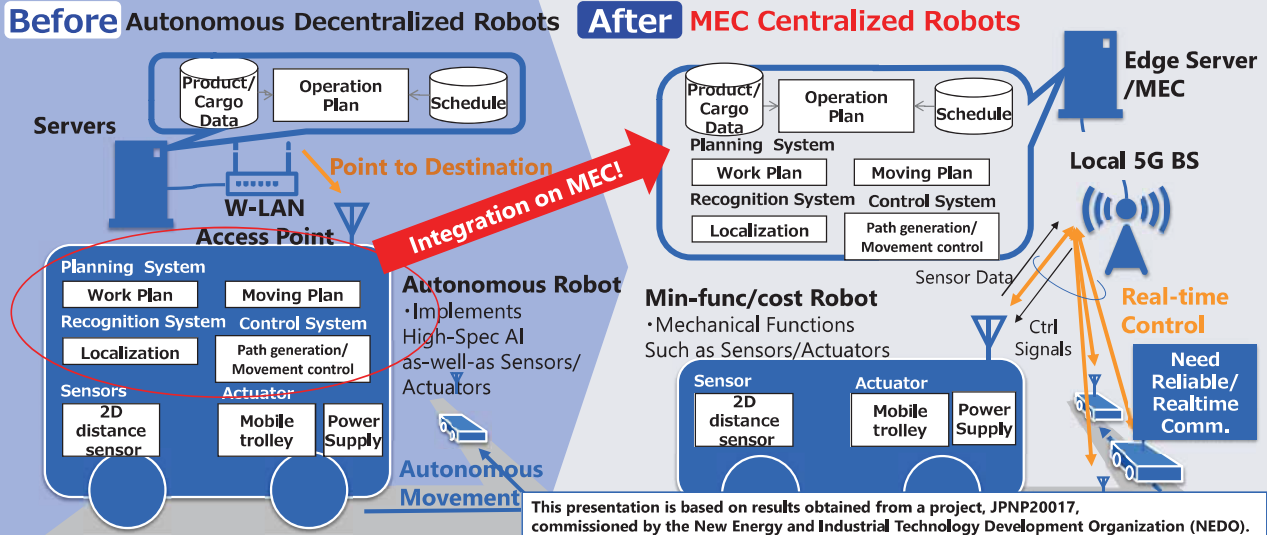 Before Autonomous Decentralized Robots
Product/
Cargo
Data
Operation
Plan
Schedule
Servers
Point to Destination
W-LAN
Access Point
Planning System
Work Plan
Moving Plan
Recognition System
Control System
Localization
Path generation/
Movement control
Sensors
Actuator
2D
distance
sensor
Mobile
trolley
Power
Supply
Autonomous Robot
・Implements
High-Spec AI
as-well-as Sensors/
Actuators
Autonomous
Movement
Integration on MEC!
After MEC Centralized Robots
Product/
Cargo
Data
Operation
Plan
Schedule
Planning System
Work Plan
Moving Plan
Recognition System
Control System
Localization
Path generation/
Movement control
Edge Server
/MEC
Local 5G BS
Sensor Data
Ctrl
Signals
Real-time
Control
Need
Reliable/
Realtime
Comm.
Min-func/cost Robot
・Mechanical Functions
Such as Sensors/Actuators
Sensor
Actuator
2D
distance
sensor
Mobile
trolley
Power
Supply
This presentation is based on results obtained from a project, JPNP20017,
commissioned by the New Energy and Industrial Technology Development Organization (NEDO).